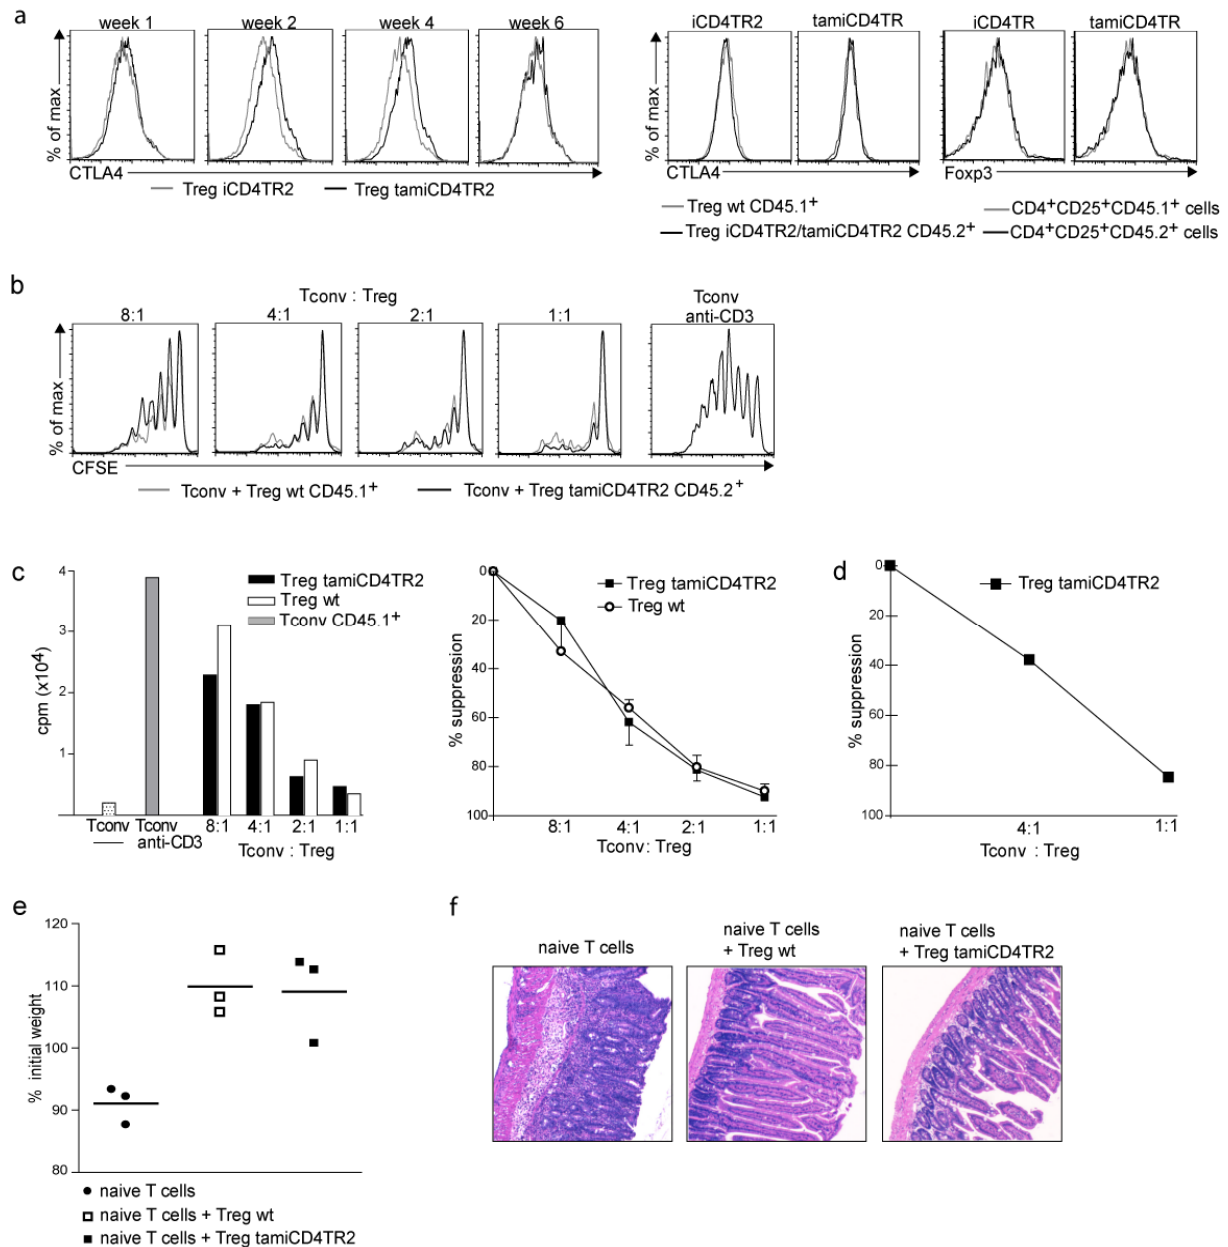 a
week 1
week 2
week 4
week 6
% of max
CTLA4
Treg iCD4TR2
Treg tamiCD4TR2
iCD4TR2
tamiCD4TR
iCD4TR
tamiCD4TR
% of max
CTLA4
Foxp3
Treg wt CD45.1+
Treg iCD4TR2/tamiCD4TR2 CD45.2+
CD4+CD25+CD45.1+ cells
CD4+CD25+CD45.2+ cells
b
Tconv : Treg
8:1
4:1
2:1
1:1
Tconv
anti-CD3
% of max
CFSE
Tconv + Treg wt CD45.1+
Tconv + Treg tamiCD4TR2 CD45.2+
c
4
3
2
1
cpm (x104)
Treg tamiCD4TR2
Treg wt
Tconv CD45.1+
Tconv
Tconv
anti-CD3
8:1
4:1
2:1
1:1
Tconv : Treg
0
20
40
60
80
100
% suppression
Treg tamiCD4TR2
Treg wt
8:1
4:1
2:1
1:1
Tconv: Treg
d
0
20
40
60
80
100
% suppression
Treg tamiCD4TR2
4:1
1:1
Tconv : Treg
e
120
110
100
90
80
% initial weight
naive T cells
naive T cells + Treg wt
naive T cells + Treg tamiCD4TR2
f
naive T cells
naive T cells
+ Treg wt
naive T cells
+ Treg tamiCD4TR2